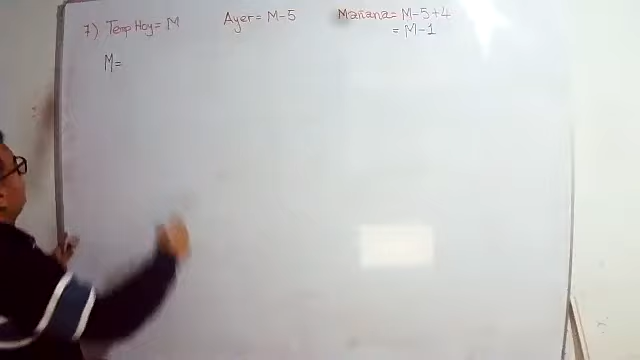 7) Temp Hoy = M Ayer = M-5 Mañana = M-5+4
= M-1
M=